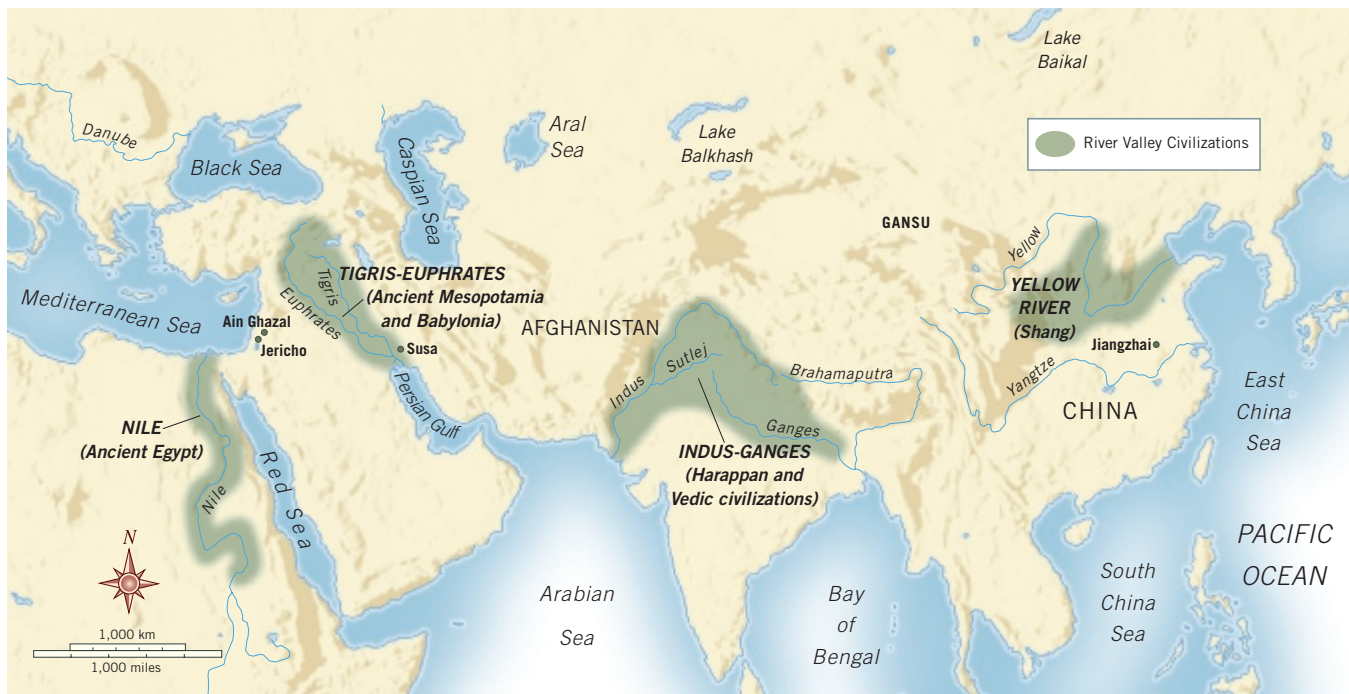 Lake
Baikal
River Valley Civilizations
Danube
Black Sea
Caspian Sea
Aral
Sea
Lake
Balkhash
GANSU
Yellow
YELLOW
RIVER
(Shang)
Mediterranean Sea
Tigris
Euphrates
TIGRIS-EUPHRATES
(Ancient Mesopotamia
and Babylonia)
Ain Ghazal
Jericho
Susa
Persian Gulf
AFGHANISTAN
Indus
Sutlej
Brahamaputra
Ganges
INDUS-GANGES
(Harappan and
Vedic civilizations)
Jiangzhai
Yangtze
CHINA
East
China
Sea
NILE
(Ancient Egypt)
Nile
Red Sea
N
1,000 km
1,000 miles
Arabian
Sea
Bay
of
Bengal
South
China
Sea
PACIFIC
OCEAN